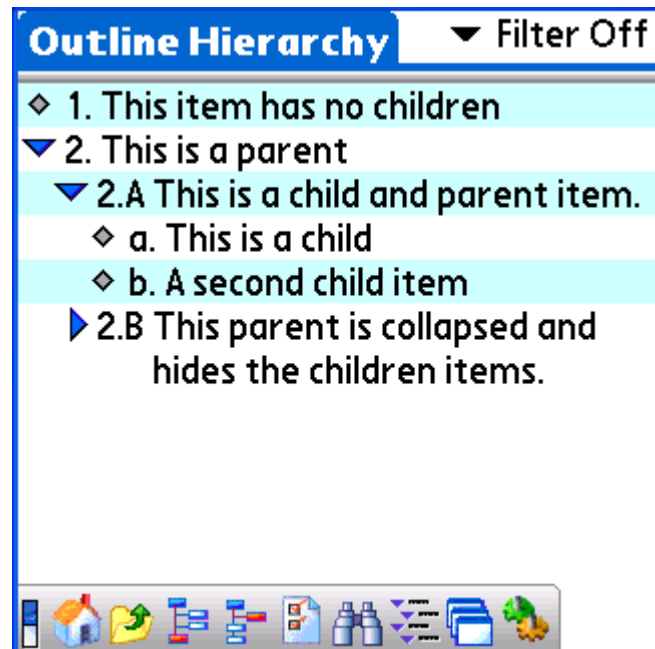 Outline Hierarchy
Filter Off
1. This item has no children
2. This is a parent
2.A This is a child and parent item.
a. This is a child
b. A second child item
2.B This parent is collapsed and
hides the children items.